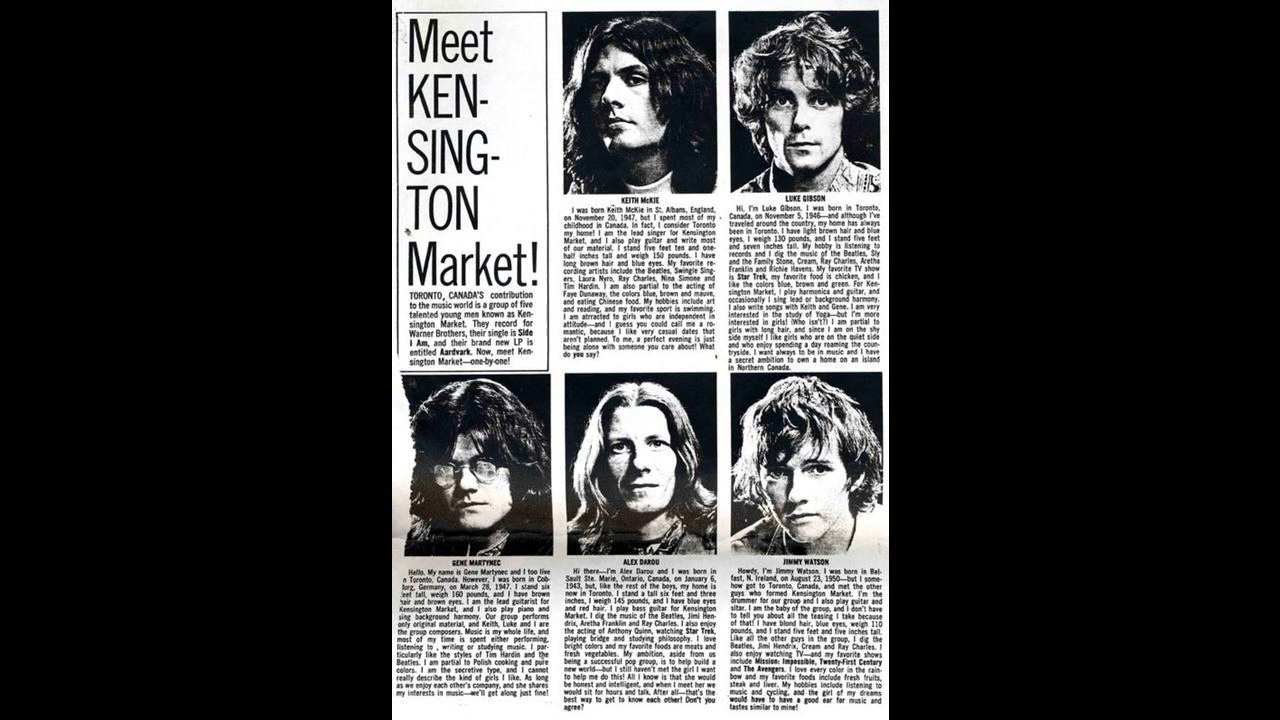 Meet
KEN-
SING-
TON
Market!
TORONTO, CANADA'S contribution
to the music world is a group of five
talented young men known as Ken-
sington Market. They record for
Warner Brothers, their single is Side
I Am, and their brand new LP is
entitled Aardvark. Now, meet Ken-
sington Market—one-by-one!
KEITH McKIE
I was born Keith McKie in St. Albans, England,
on November 20, 1947, but I spent most of my
childhood in Canada. In fact, I consider Toronto
my home! I am the lead singer for Kensington
Market, and I also play guitar and write most
of our material. I stand five feet ten and one-
half inches tall and weigh 150 pounds. I have
long brown hair and blue eyes. My favorite re-
cording artists include the Beatles, Swingle Sing-
ers, Laura Nyro, Ray Charles, Nina Simone and
Tim Hardin. I am also partial to the acting of
Faye Dunaway, the colors blue, brown and mauve,
and eating Chinese food. My hobbies include art
and reading, and my favorite sport is swimming.
I am attracted to girls who are independent in
attitude—and I guess you could call me a ro-
mantic, because I like very casual dates that
aren't planned. To me, a perfect evening is just
being alone with someone you care about! What
do you say?
LUKE GIBSON
Hi, I'm Luke Gibson. I was born in Toronto,
Canada, on November 5, 1946—and although I've
traveled around the country, my home has always
been in Toronto. I have light brown hair and blue
eyes, I weigh 130 pounds, and I stand five feet
and seven inches tall. My hobby is listening to
records and I dig the music of the Beatles, Sly
and the Family Stone, Cream, Ray Charles, Aretha
Franklin and Richie Havens. My favorite TV show
is Star Trek, my favorite food is chicken, and I
like the colors blue, brown and green. For Ken-
sington Market, I play harmonica and guitar, and
occasionally I sing lead or background harmony.
I also write songs with Keith and Gene. I am very
interested in the study of Yoga—but I'm more
interested in girls! (Who isn't?) I am partial to
girls with long hair, and since I am on the shy
side myself I like girls who are on the quiet side
and who enjoy spending a day roaming the coun-
tryside. I want always to be in music and I have
a secret ambition to own a home on an island
in Northern Canada.
GENE MARTYNEC
Hello. My name is Gene Martynec and I too live
n Toronto, Canada. However, I was born in Cob-
urg, Germany, on March 28, 1947. I stand six
feet tall, weigh 160 pounds, and I have brown
hair and brown eyes. I am the lead guitarist for
Kensington Market, and I also play piano and
sing background harmony. Our group performs
only original material, and Keith, Luke and I are
the group composers. Music is my whole life, and
most of my time is spent either performing,
listening to, writing or studying music. I par-
ticularly like the styles of Tim Hardin and the
Beatles. I am partial to Polish cooking and pure
colors. I am the secretive type, and I cannot
really describe the kind of girls I like. As long
as we enjoy each other's company, and she shares
my interests in music—we'll get along just fine!
ALEX DAROU
Hi there—I'm Alex Darou and I was born in
Sault Ste. Marie, Ontario, Canada, on January 6,
1943, but, like the rest of the boys, my home is
now in Toronto. I stand a tall six feet and three
inches, I weigh 145 pounds, and I have blue eyes
and red hair. I play bass guitar for Kensington
Market. I dig the music of the Beatles, Jimi Hen-
drix, Aretha Franklin and Ray Charles. I also enjoy
the acting of Anthony Quinn, watching Star Trek,
playing bridge and studying philosophy. I love
bright colors and my favorite foods are meats and
fresh vegetables. My ambition, aside from us
being a successful pop group, is to help build a
new world—but I still haven't met the girl I want
to help me do this! All I know is that she would
be honest and intelligent, and when I meet her we
would sit for hours and talk. After all—that's the
best way to get to know each other! Don't you
agree?
JIMMY WATSON
Howdy, I'm Jimmy Watson. I was born in Bel-
fast, N. Ireland, on August 23, 1950—but I some-
how got to Toronto, Canada, and met the other
guys who formed Kensington Market. I'm the
drummer for our group and I also play guitar and
sitar. I am the baby of the group, and I don't have
to tell you about all the teasing I take because
of that! I have blond hair, blue eyes, weigh 110
pounds, and I stand five feet and five inches tall.
Like all the other guys in the group, I dig the
Beatles, Jimi Hendrix, Cream and Ray Charles. I
also enjoy watching TV—and my favorite shows
include Mission: Impossible, Twenty-First Century
and The Avengers. I love every color in the rain-
bow and my favorite foods include fresh fruits,
steak and liver. My hobbies include listening to
music and cycling, and the girl of my dreams
would have to have a good ear for music and
tastes similar to mine!